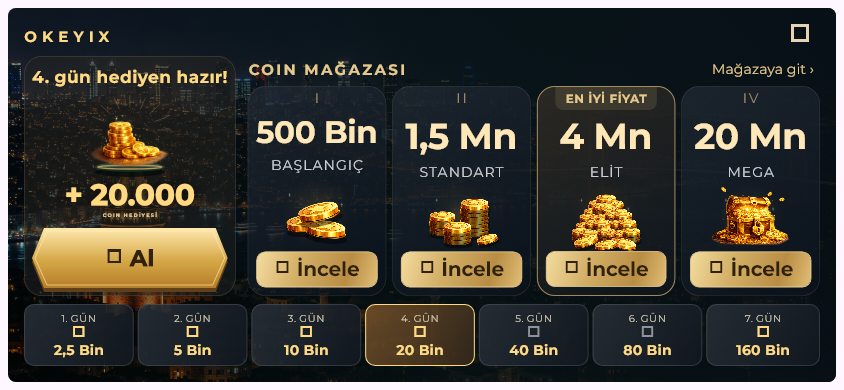 OKEYIX
4. gün hediyen hazır!
+ 20.000
COIN HEDİYESİ
Al
COIN MAĞAZASI
Mağazaya git ›
I
500 Bin
BAŞLANGIÇ
İncele
II
1,5 Mn
STANDART
İncele
EN İYİ FİYAT
4 Mn
ELİT
İncele
IV
20 Mn
MEGA
İncele
1. GÜN
2,5 Bin
2. GÜN
5 Bin
3. GÜN
10 Bin
4. GÜN
20 Bin
5. GÜN
40 Bin
6. GÜN
80 Bin
7. GÜN
160 Bin